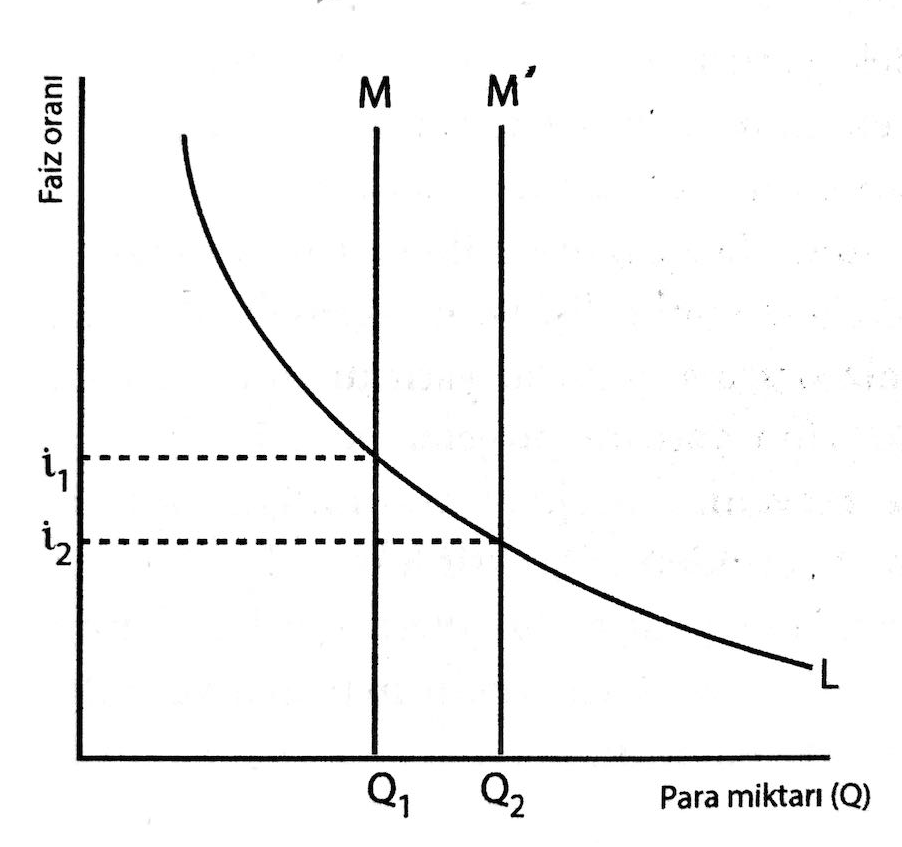 Faiz oranı
M
M′
i1
i2
L
Q1
Q2
Para miktarı (Q)